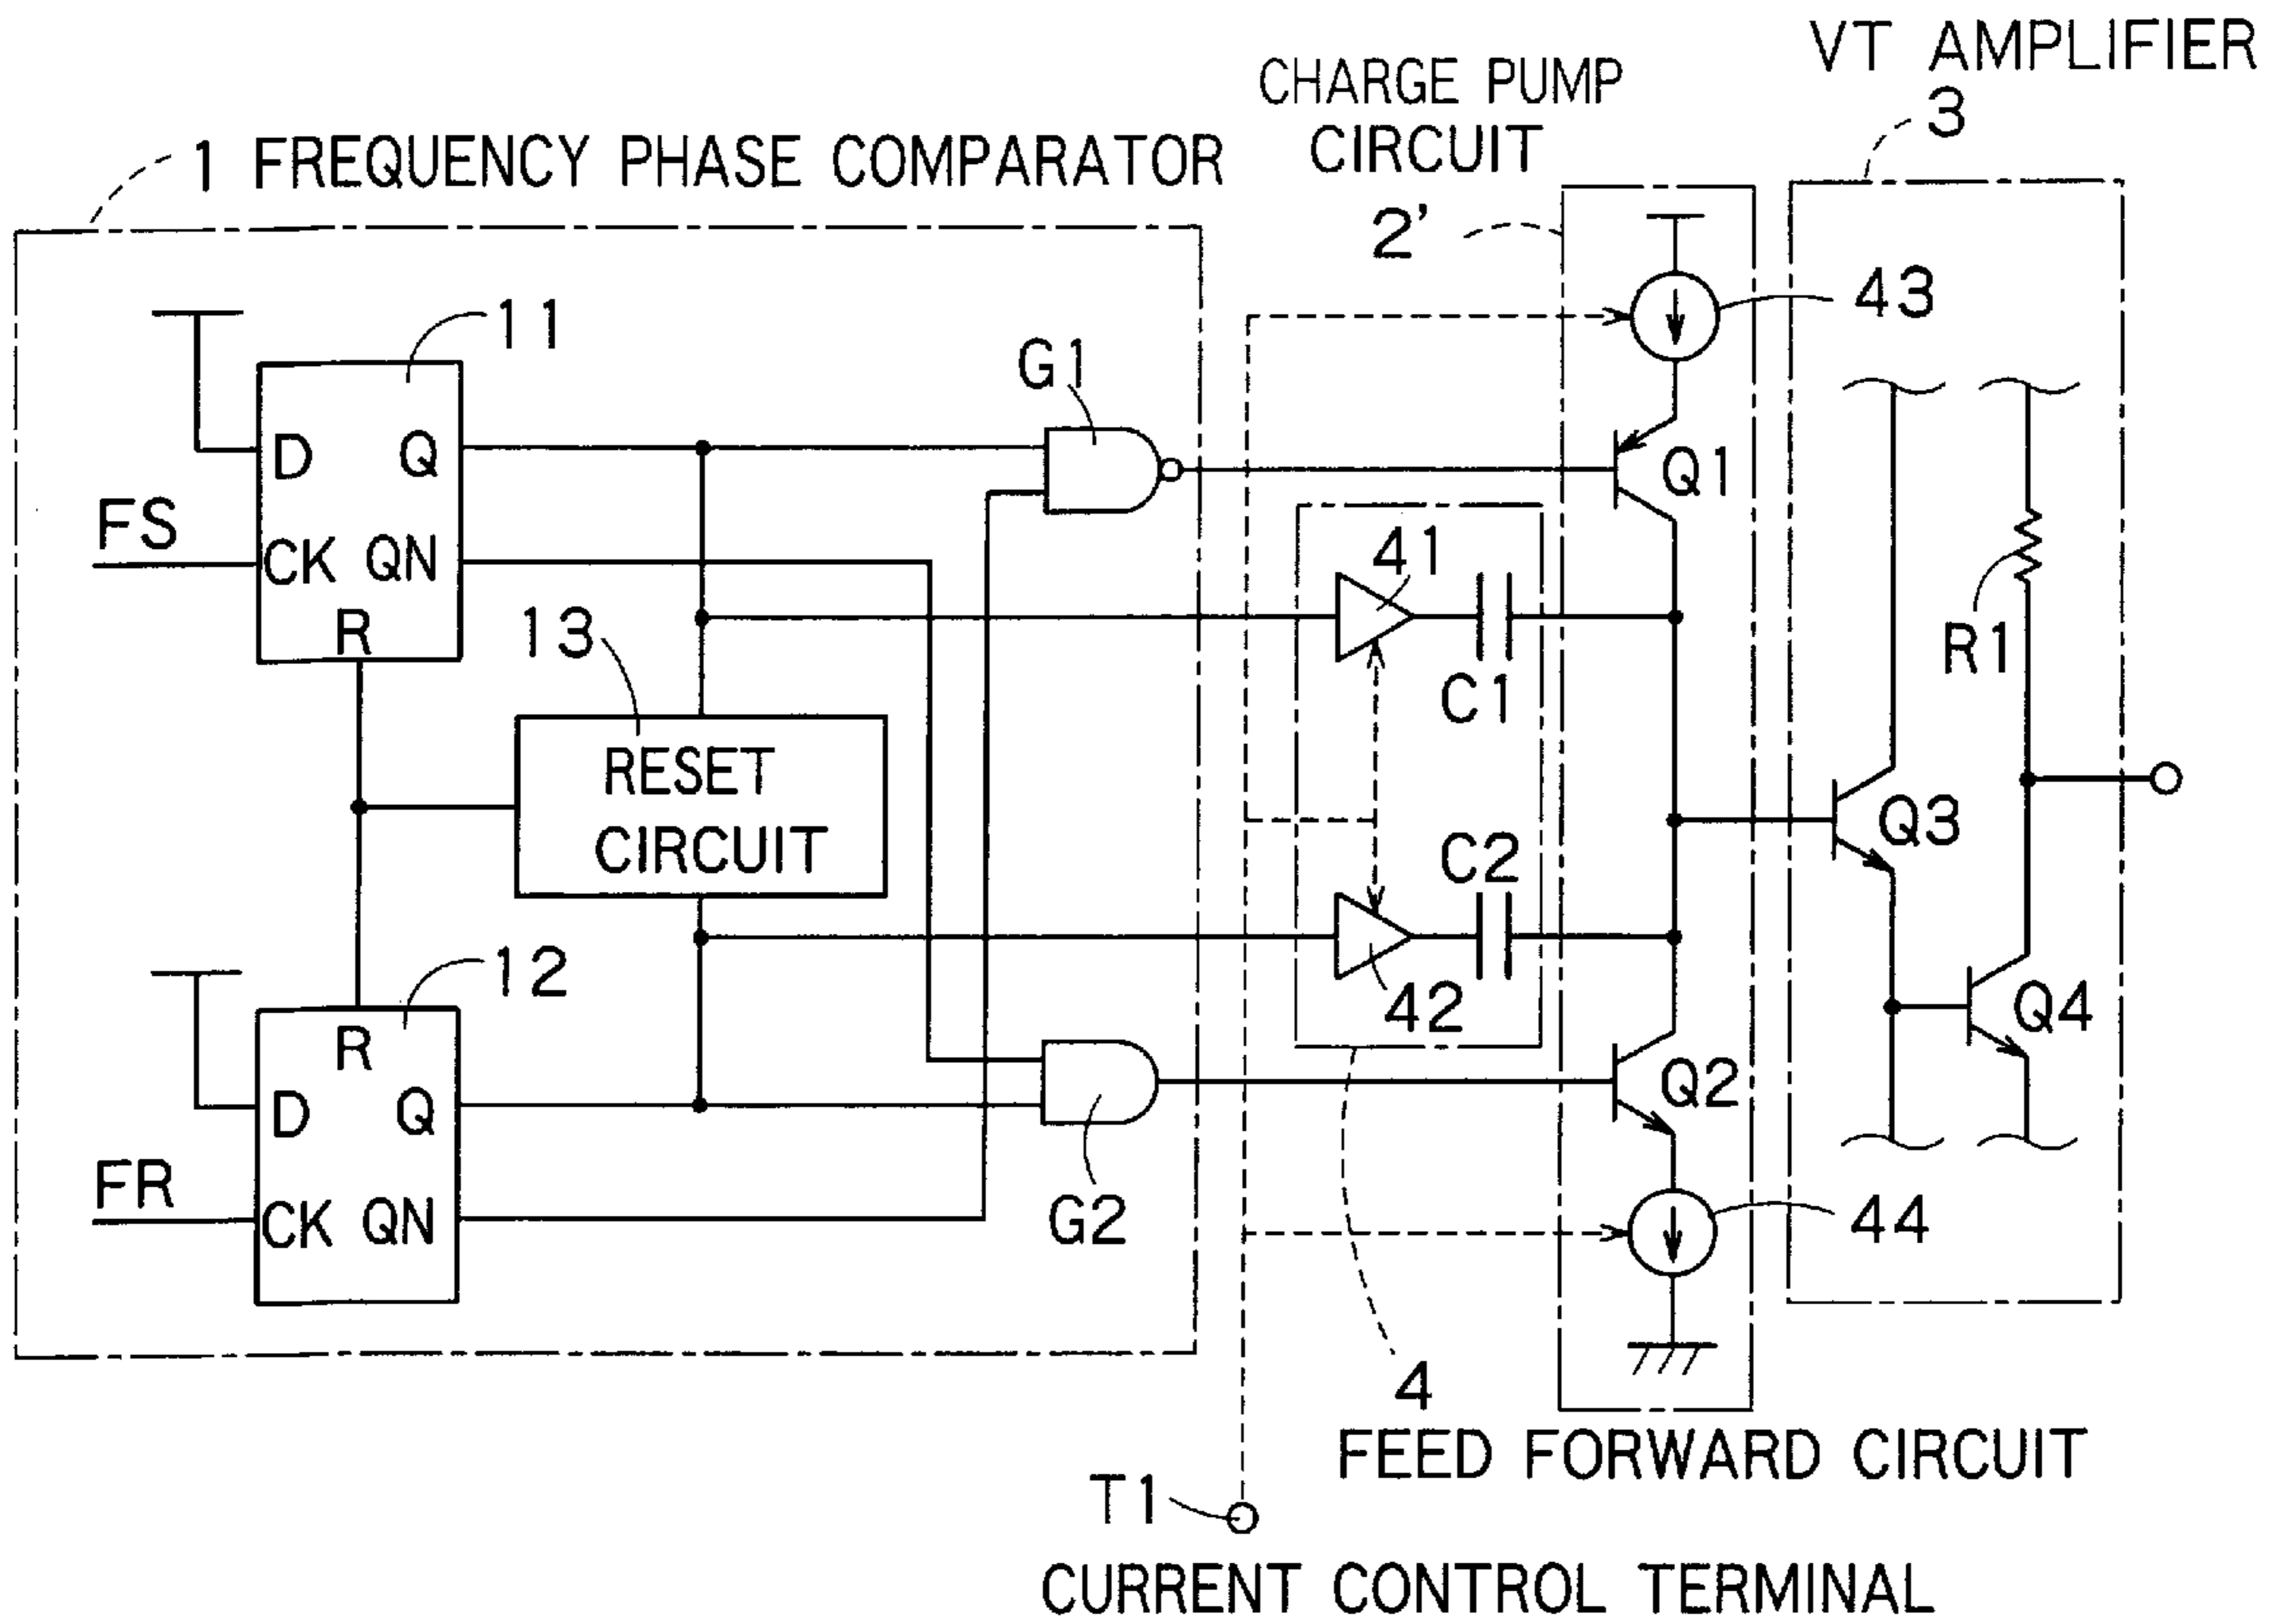 VT AMPLIFIER
3
CHARGE PUMP
CIRCUIT
2'
1 FREQUENCY PHASE COMPARATOR
43
11
G1
D
Q
Q1
FS
CK
QN
41
R
13
R1
C1
RESET
CIRCUIT
Q3
C2
12
42
Q4
R
D
Q
Q2
FR
CK
QN
G2
44
4
FEED FORWARD CIRCUIT
T1
CURRENT CONTROL TERMINAL